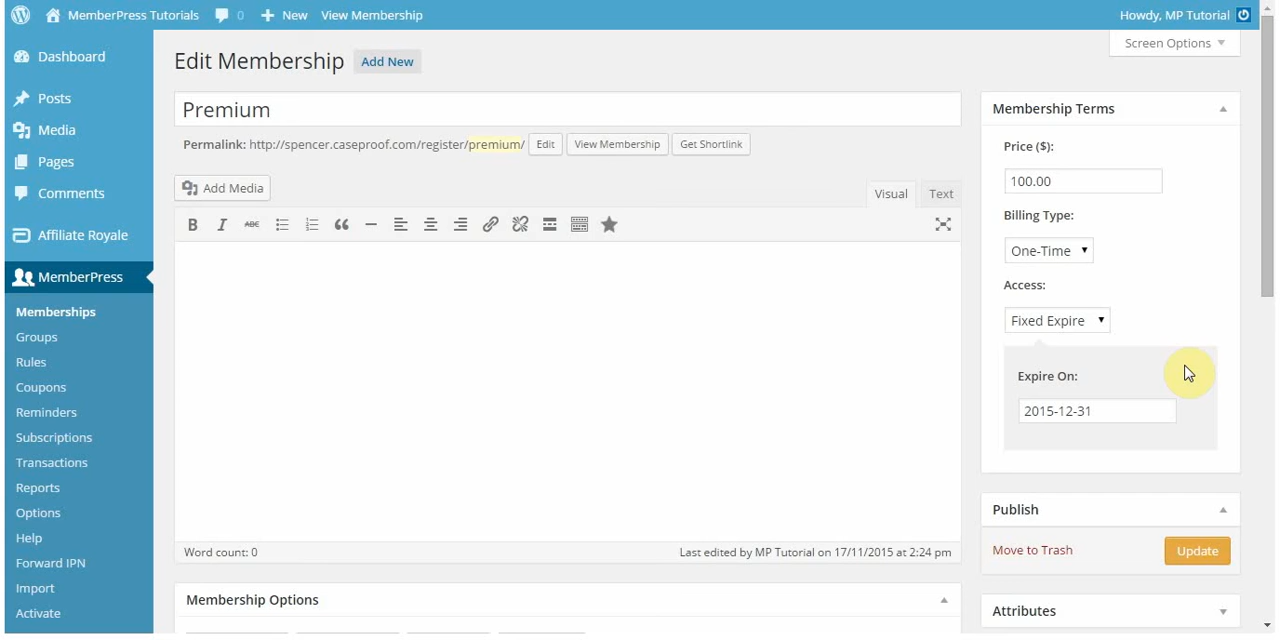 MemberPress Tutorials 0 New View Membership Howdy, MP Tutorial
Screen Options
Dashboard
Posts
Media
Pages
Comments
Affiliate Royale
MemberPress
Memberships
Groups
Rules
Coupons
Reminders
Subscriptions
Transactions
Reports
Options
Help
Forward IPN
Import
Activate
Edit Membership Add New
Premium
Permalink: http://spencer.caseproof.com/register/premium/ Edit View Membership Get Shortlink
Add Media Visual Text
B I ABC
Word count: 0 Last edited by MP Tutorial on 17/11/2015 at 2:24 pm
Membership Options
Membership Terms
Price ($):
100.00
Billing Type:
One-Time
Access:
Fixed Expire
Expire On:
2015-12-31
Publish
Move to Trash Update
Attributes